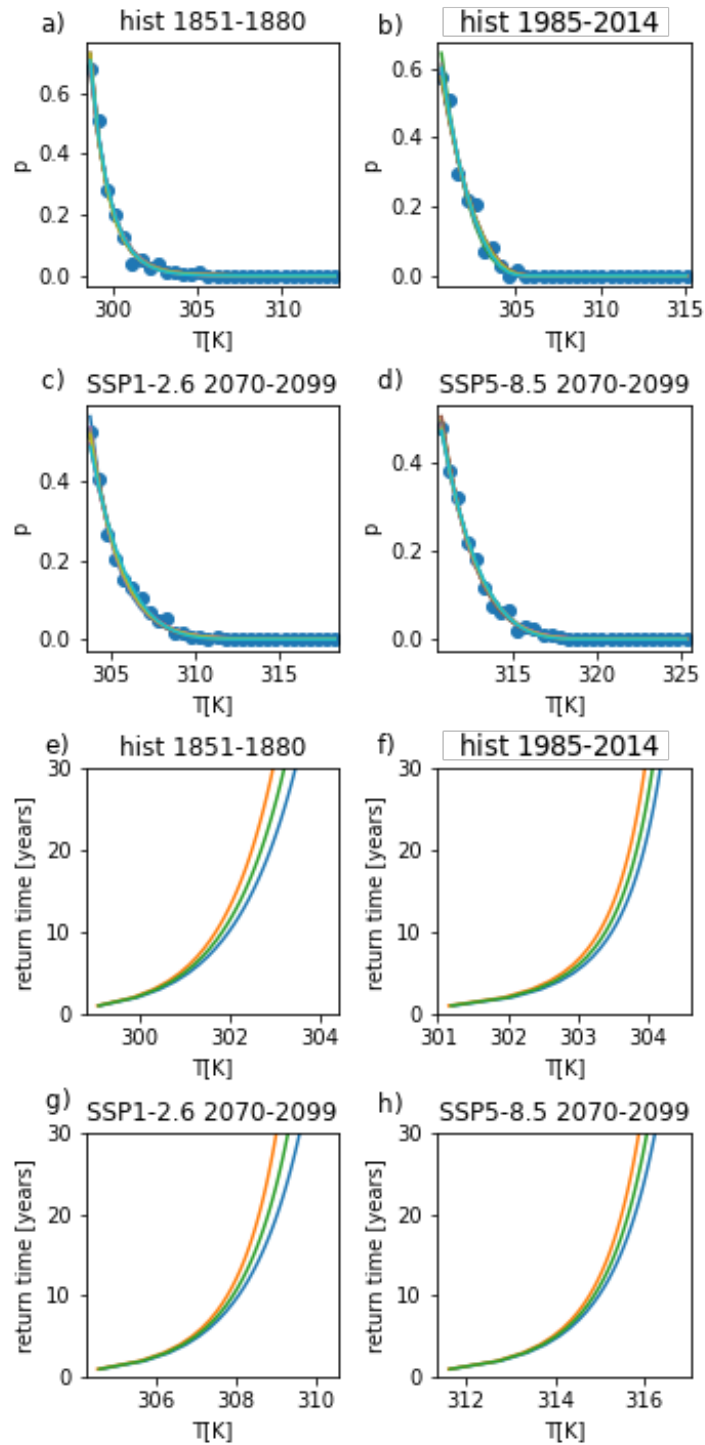 a) hist 1851-1880
b) hist 1985-2014
p
0.6
0.4
0.2
0.0
300 305 310
T[K]
p
0.6
0.4
0.2
0.0
305 310 315
T[K]
c) SSP1-2.6 2070-2099
d) SSP5-8.5 2070-2099
p
0.4
0.2
0.0
305 310 315
T[K]
p
0.4
0.2
0.0
315 320 325
T[K]
e) hist 1851-1880
f) hist 1985-2014
return time [years]
30
20
10
0
300 302 304
T[K]
return time [years]
30
20
10
0
301 302 303 304
T[K]
g) SSP1-2.6 2070-2099
h) SSP5-8.5 2070-2099
return time [years]
30
20
10
0
306 308 310
T[K]
return time [years]
30
20
10
0
312 314 316
T[K]